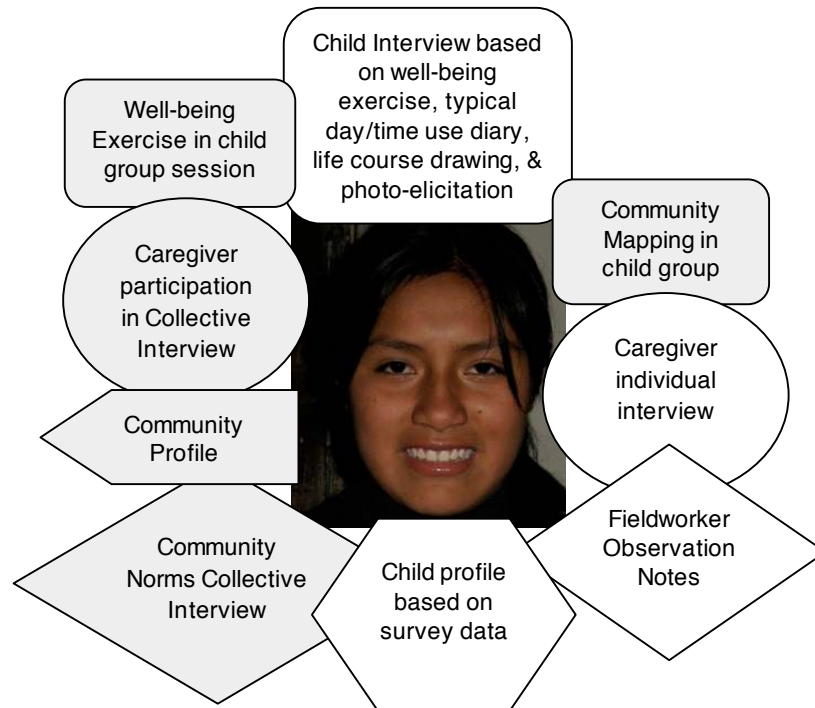 Child Interview based
on well-being
exercise, typical
day/time use diary,
life course drawing, &
photo-elicitation
Well-being
Exercise in child
group session
Community
Mapping in
child group
Caregiver
participation
in Collective
Interview
Caregiver
individual
interview
Community
Profile
Fieldworker
Observation
Notes
Community
Norms Collective
Interview
Child profile
based on
survey data